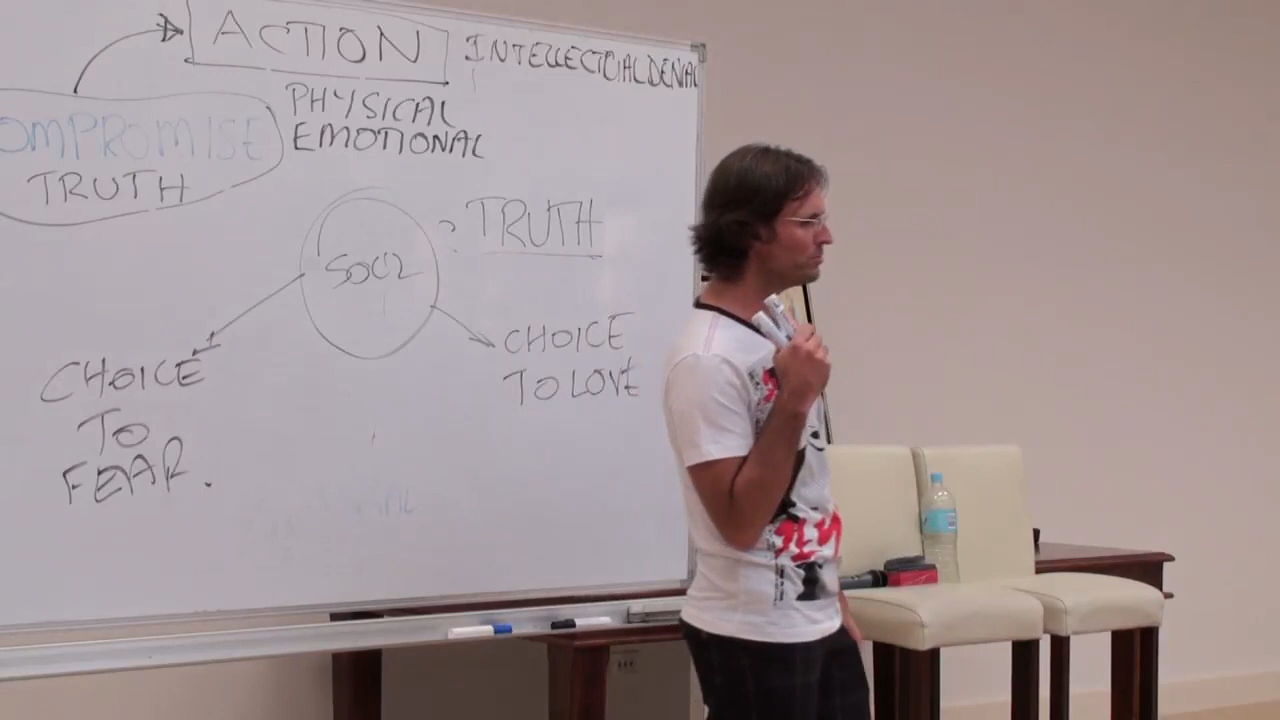 ACTION
INTELLECTUAL DENIAL
PHYSICAL
EMOTIONAL
OMPROMISE
TRUTH
? TRUTH
SOUL
CHOICE
TO LOVE
CHOICE
TO
FEAR.